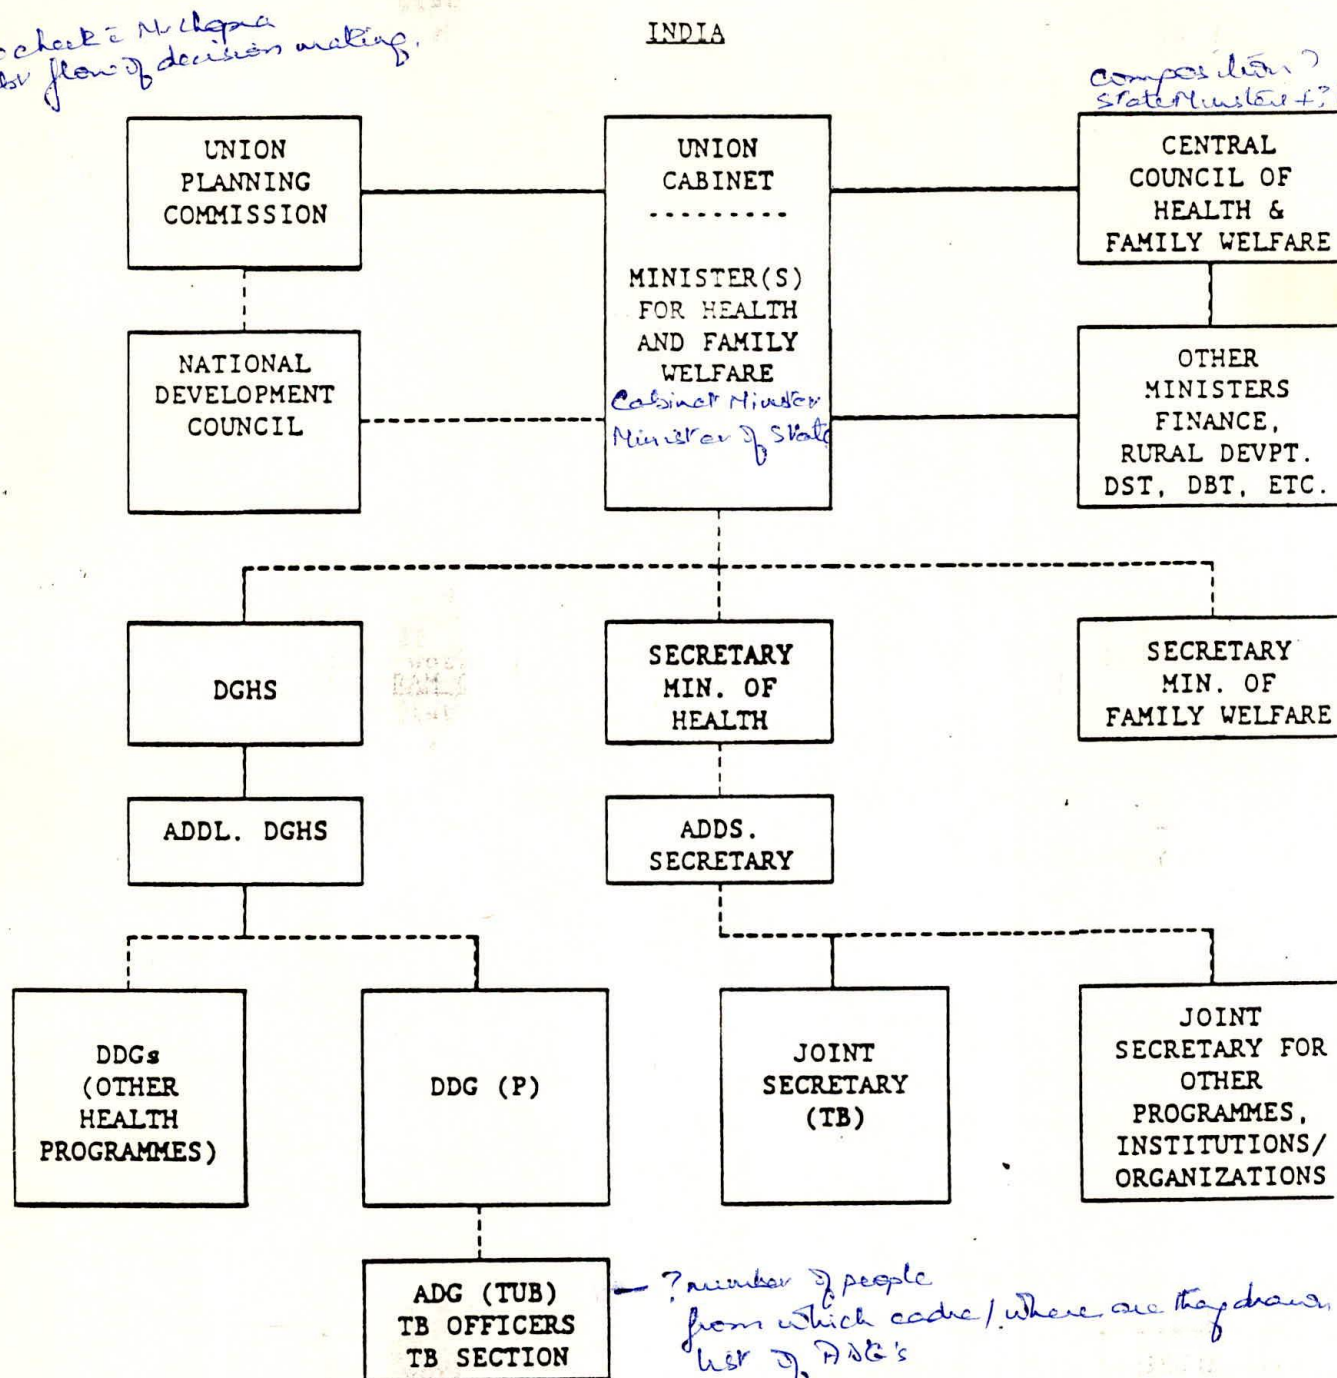 check c̄ Mr Chopra
flow of decision making.
INDIA
Composition?
State Ministers +?
UNION
PLANNING
COMMISSION
UNION
CABINET
---------
MINISTER(S)
FOR HEALTH
AND FAMILY
WELFARE
Cabinet Minister
Minister of State
CENTRAL
COUNCIL OF
HEALTH &
FAMILY WELFARE
NATIONAL
DEVELOPMENT
COUNCIL
OTHER
MINISTERS
FINANCE,
RURAL DEVPT.
DST, DBT, ETC.
DGHS
SECRETARY
MIN. OF
HEALTH
SECRETARY
MIN. OF
FAMILY WELFARE
ADDL. DGHS
ADDS.
SECRETARY
DDGs
(OTHER
HEALTH
PROGRAMMES)
DDG (P)
JOINT
SECRETARY
(TB)
JOINT
SECRETARY FOR
OTHER
PROGRAMMES,
INSTITUTIONS/
ORGANIZATIONS
ADG (TUB)
TB OFFICERS
TB SECTION
– ? number of people
from which cadre / where are they drawn
list of ADG's